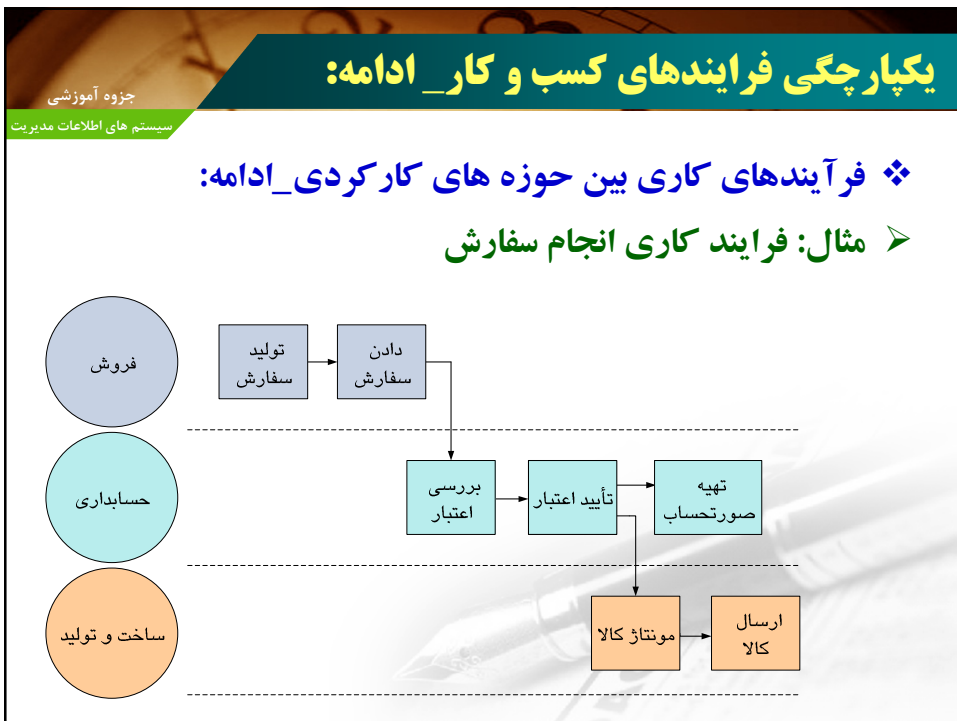 یکپارچگی فرایندهای کسب و کار_ ادامه:
جزوه آموزشی
سیستم های اطلاعات مدیریت
❖ فرآیندهای کاری بین حوزه های کارکردی_ادامه:
➢ مثال: فرایند کاری انجام سفارش
فروش
تولید
سفارش
دادن
سفارش
حسابداری
بررسی
اعتبار
تأیید اعتبار
تهیه
صورتحساب
ساخت و تولید
مونتاژ کالا
ارسال
کالا